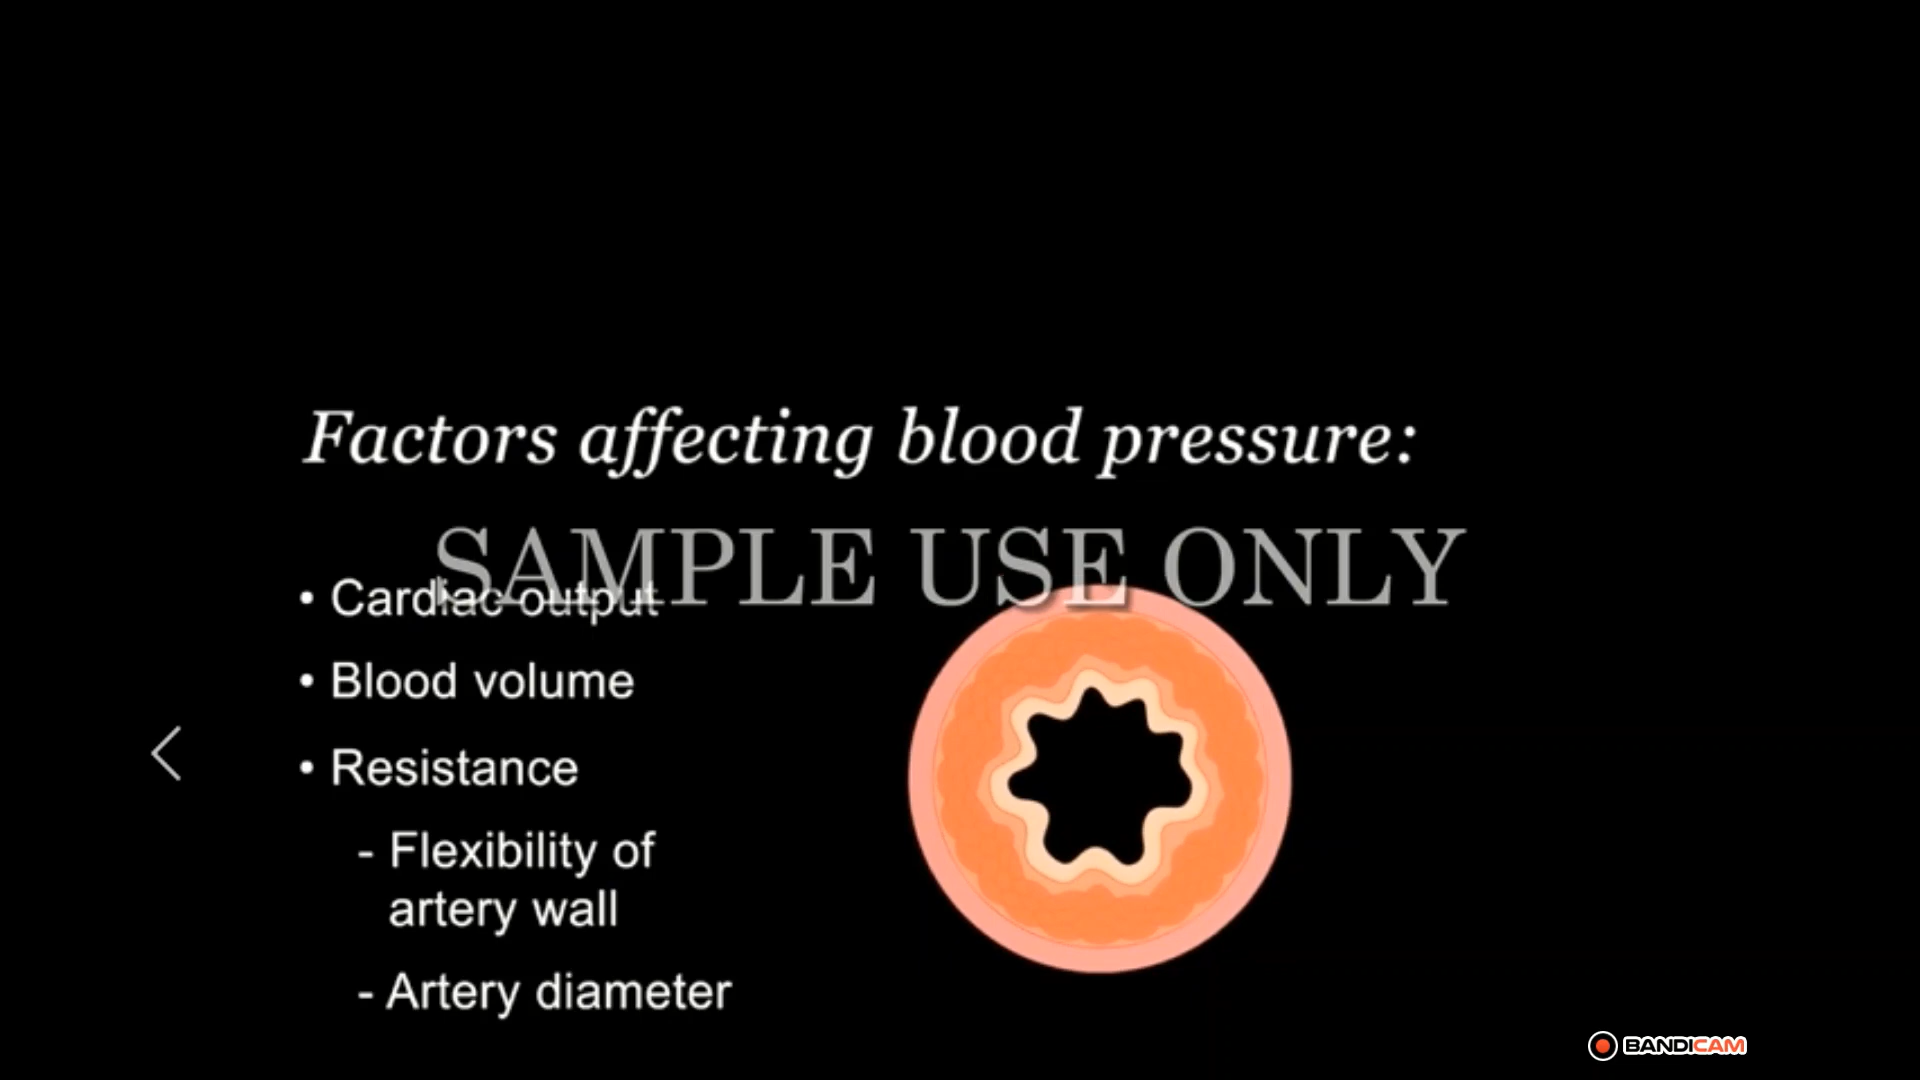 Factors affecting blood pressure:
SAMPLE USE ONLY
• Cardiac output
• Blood volume
• Resistance
- Flexibility of
artery wall
- Artery diameter
BANDICAM